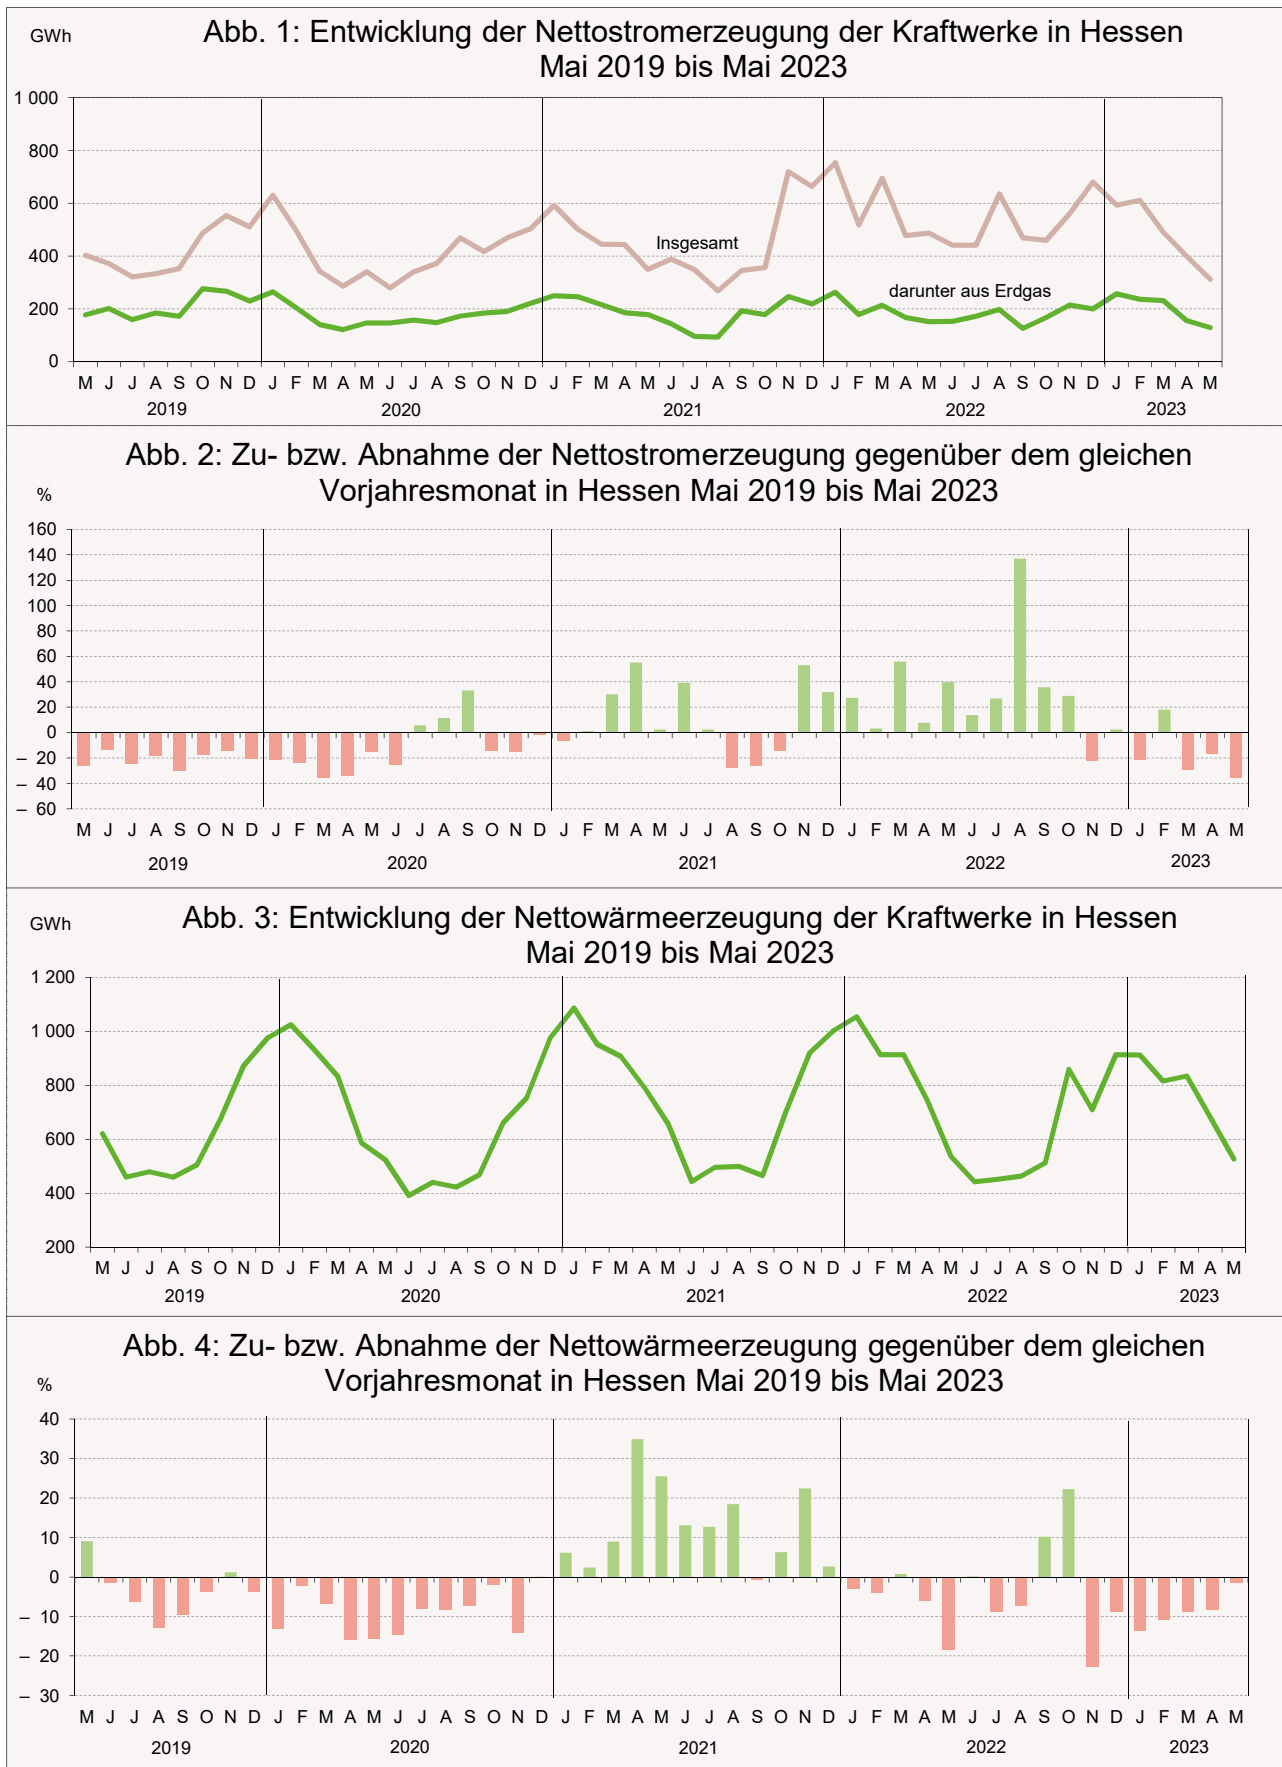 GWh
Abb. 1: Entwicklung der Nettostromerzeugung der Kraftwerke in Hessen
Mai 2019 bis Mai 2023
1 000
800
600
400
200
0
Insgesamt
darunter aus Erdgas
M J J A S O N D J F M A M J J A S O N D J F M A M J J A S O N D J F M A M J J A S O N D J F M A M
2019 2020 2021 2022 2023
Abb. 2: Zu- bzw. Abnahme der Nettostromerzeugung gegenüber dem gleichen
Vorjahresmonat in Hessen Mai 2019 bis Mai 2023
%
160
140
120
100
80
60
40
20
0
– 20
– 40
– 60
M J J A S O N D J F M A M J J A S O N D J F M A M J J A S O N D J F M A M J J A S O N D J F M A M
2019 2020 2021 2022 2023
GWh
Abb. 3: Entwicklung der Nettowärmeerzeugung der Kraftwerke in Hessen
Mai 2019 bis Mai 2023
1 200
1 000
800
600
400
200
M J J A S O N D J F M A M J J A S O N D J F M A M J J A S O N D J F M A M J J A S O N D J F M A M
2019 2020 2021 2022 2023
Abb. 4: Zu- bzw. Abnahme der Nettowärmeerzeugung gegenüber dem gleichen
Vorjahresmonat in Hessen Mai 2019 bis Mai 2023
%
40
30
20
10
0
– 10
– 20
– 30
M J J A S O N D J F M A M J J A S O N D J F M A M J J A S O N D J F M A M J J A S O N D J F M A M
2019 2020 2021 2022 2023